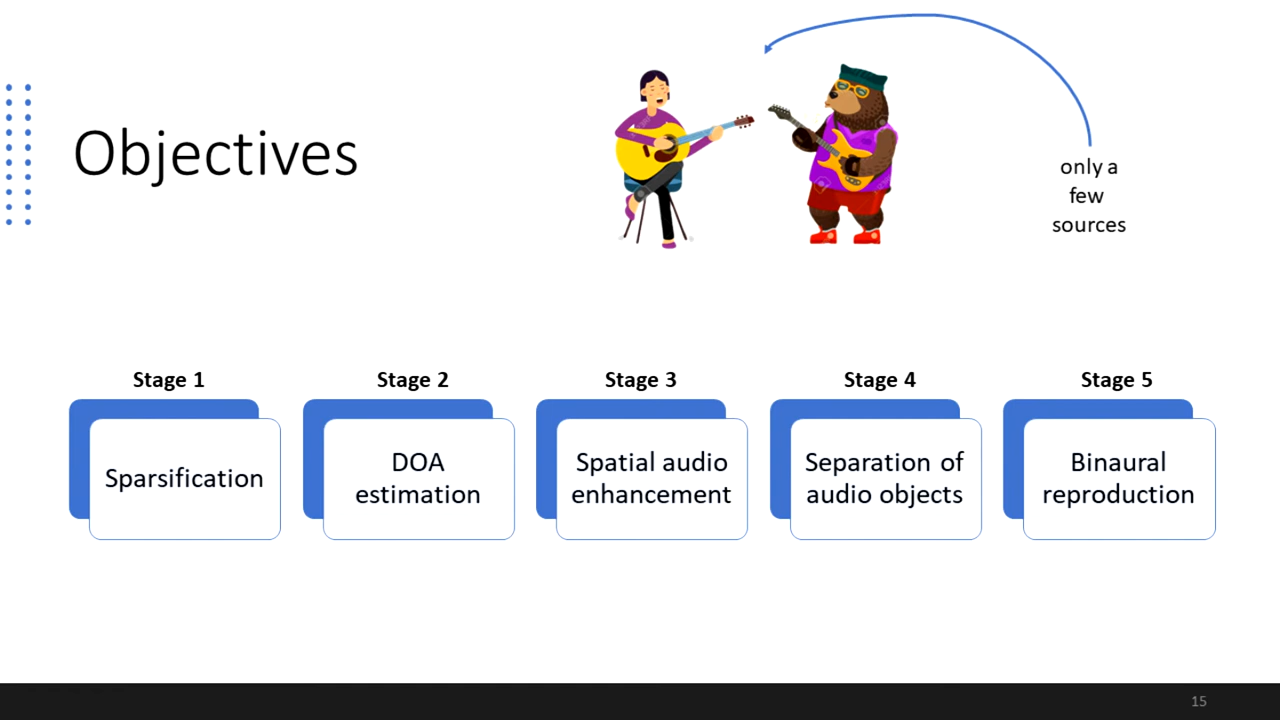 Objectives
only a
few
sources
Stage 1
Stage 2
Stage 3
Stage 4
Stage 5
Sparsification
DOA
estimation
Spatial audio
enhancement
Separation of
audio objects
Binaural
reproduction
15